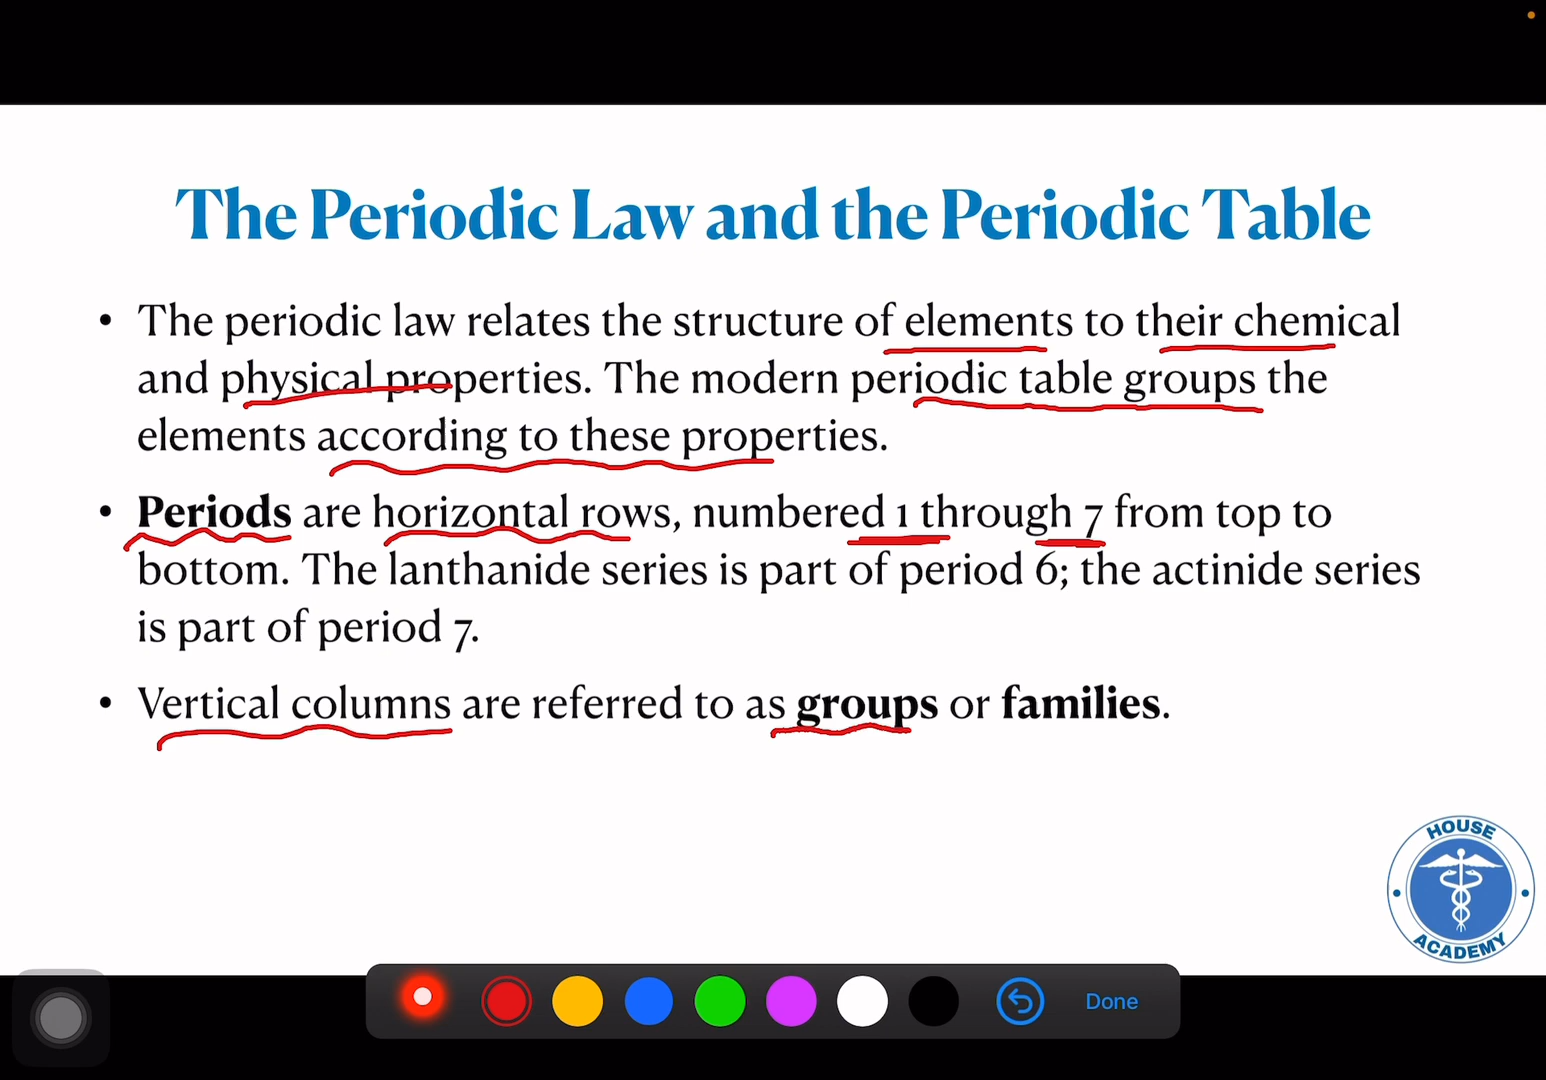 The Periodic Law and the Periodic Table
• The periodic law relates the structure of elements to their chemical
and physical properties. The modern periodic table groups the
elements according to these properties.
• Periods are horizontal rows, numbered 1 through 7 from top to
bottom. The lanthanide series is part of period 6; the actinide series
is part of period 7.
• Vertical columns are referred to as groups or families.
HOUSE
ACADEMY
Done